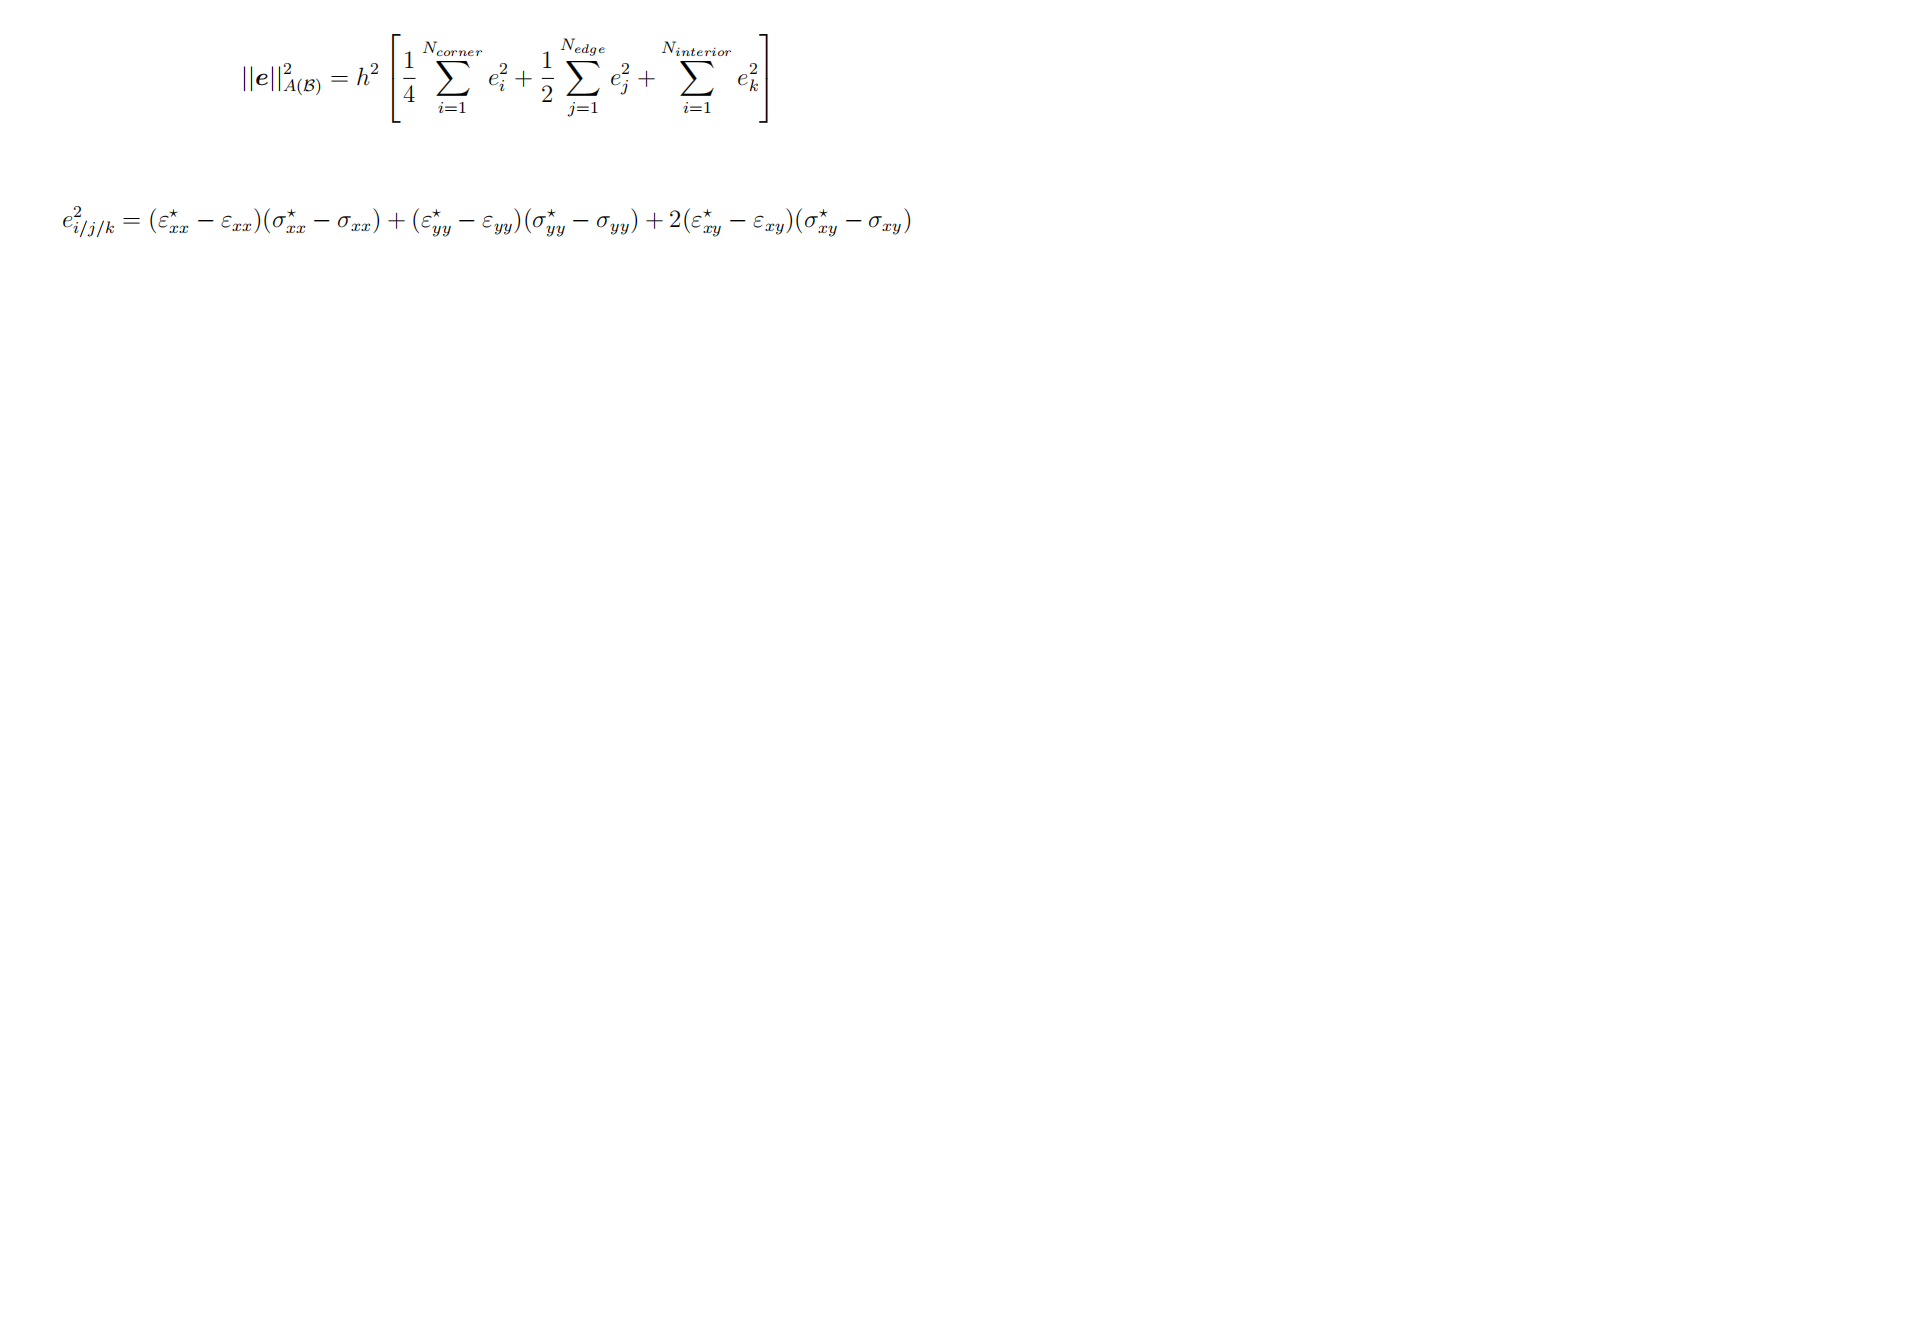 $||\boldsymbol{e}||^2_{A(\mathcal{B})} = h^2 \left[ \frac{1}{4} \sum_{i=1}^{N_{corner}} e_i^2 + \frac{1}{2} \sum_{j=1}^{N_{edge}} e_j^2 + \sum_{i=1}^{N_{interior}} e_k^2 \right]$
$e^2_{i/j/k} = (\varepsilon^\star_{xx} - \varepsilon_{xx})(\sigma^\star_{xx} - \sigma_{xx}) + (\varepsilon^\star_{yy} - \varepsilon_{yy})(\sigma^\star_{yy} - \sigma_{yy}) + 2(\varepsilon^\star_{xy} - \varepsilon_{xy})(\sigma^\star_{xy} - \sigma_{xy})$